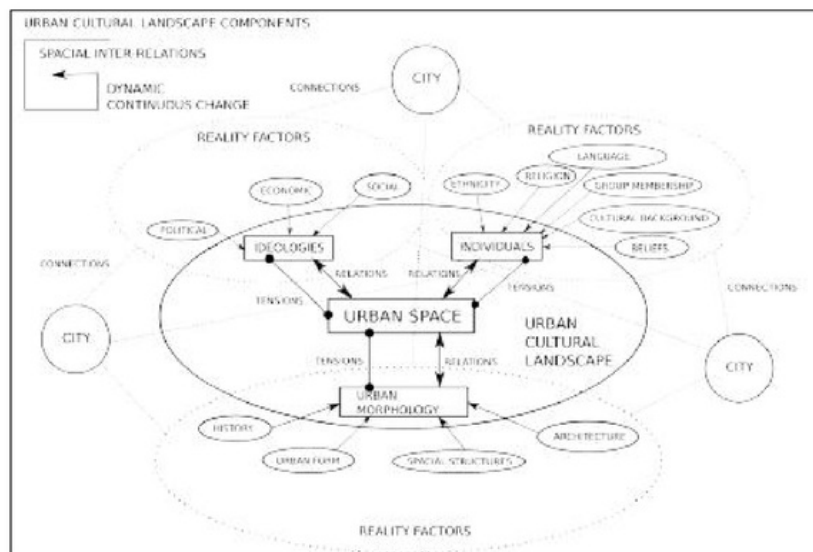 URBAN CULTURAL LANDSCAPE COMPONENTS
SPACIAL INTER-RELATIONS
DYNAMIC
CONTINUOUS CHANGE
CITY
CONNECTIONS
REALITY FACTORS
REALITY FACTORS
LANGUAGE
ECONOMIC
SOCIAL
ETHNICITY
RELIGION
GROUP MEMBERSHIP
CULTURAL BACKGROUND
POLITICAL
IDEOLOGIES
INDIVIDUALS
BELIEFS
CONNECTIONS
RELATIONS
RELATIONS
CONNECTIONS
TENSIONS
TENSIONS
URBAN SPACE
URBAN
CULTURAL
LANDSCAPE
CITY
CITY
TENSIONS
RELATIONS
URBAN
MORPHOLOGY
HISTORY
ARCHITECTURE
URBAN FORM
SPACIAL STRUCTURES
REALITY FACTORS